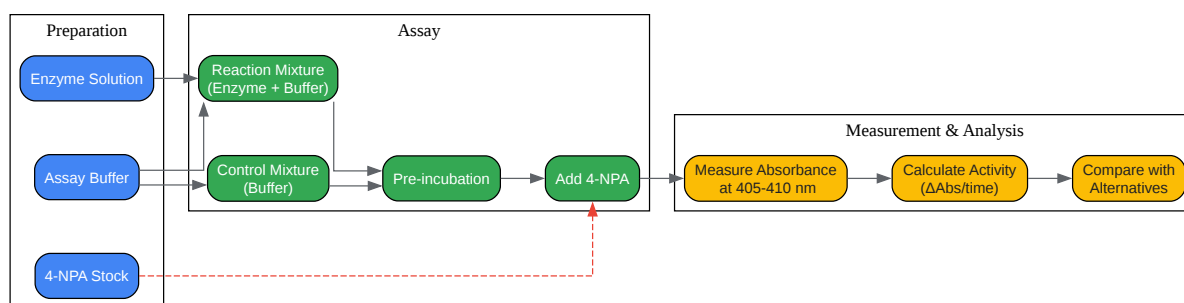 Preparation
Enzyme Solution
Assay Buffer
4-NPA Stock
Assay
Reaction Mixture
(Enzyme + Buffer)
Control Mixture
(Buffer)
Pre-incubation
Add 4-NPA
Measurement & Analysis
Measure Absorbance
at 405-410 nm
Calculate Activity
(ΔAbs/time)
Compare with
Alternatives